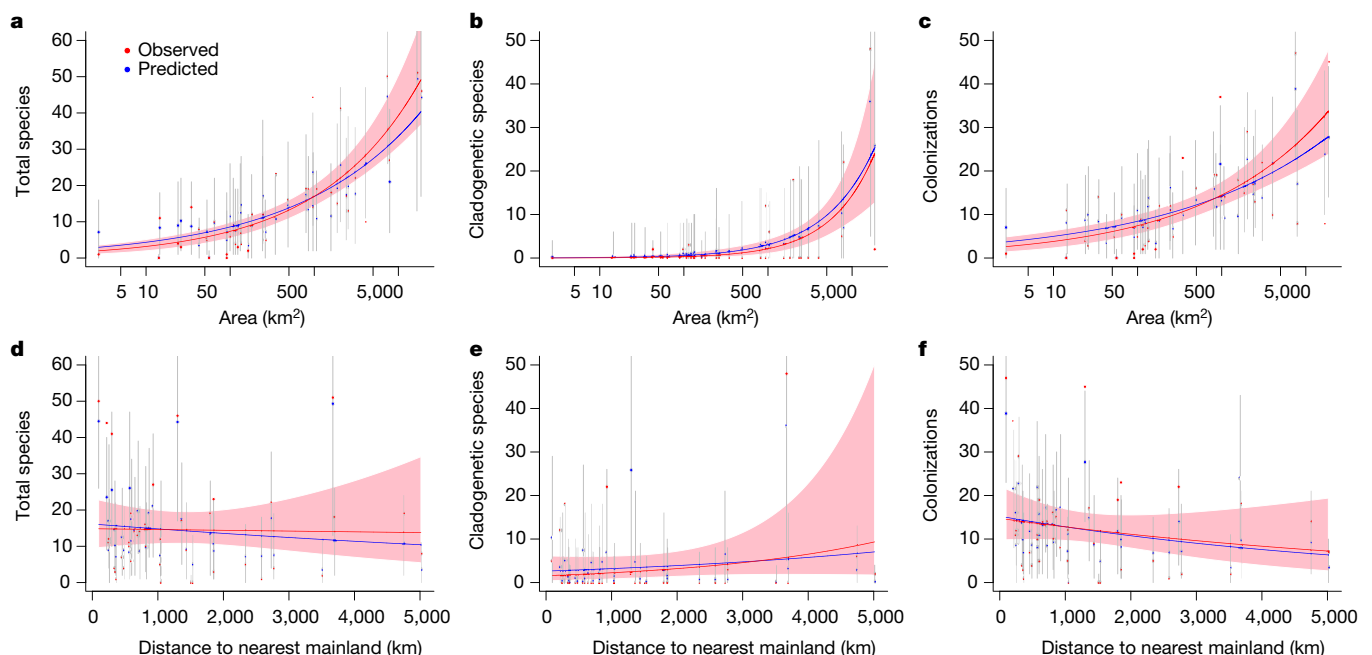 a
b
c
Total species
60
50
40
30
20
10
0
Observed
Predicted
5 10 50 500 5,000
Area (km²)
Cladogenetic species
50
40
30
20
10
0
5 10 50 500 5,000
Area (km²)
Colonizations
50
40
30
20
10
0
5 10 50 500 5,000
Area (km²)
d
e
f
Total species
60
50
40
30
20
10
0
0 1,000 2,000 3,000 4,000 5,000
Distance to nearest mainland (km)
Cladogenetic species
50
40
30
20
10
0
0 1,000 2,000 3,000 4,000 5,000
Distance to nearest mainland (km)
Colonizations
50
40
30
20
10
0
0 1,000 2,000 3,000 4,000 5,000
Distance to nearest mainland (km)